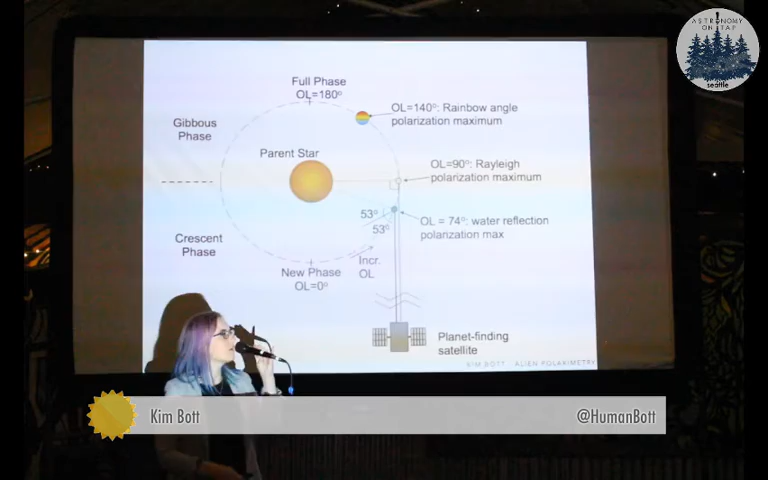 ASTRONOMY
ON TAP
seattle
Full Phase
OL=180°
Gibbous
Phase
OL=140°: Rainbow angle
polarization maximum
Parent Star
OL=90°: Rayleigh
polarization maximum
53°
53°
OL = 74°: water reflection
polarization max
Crescent
Phase
Incr.
OL
New Phase
OL=0°
Planet-finding
satellite
KIM BOTT - ALIEN POLARIMETRY
Kim Bott
@HumanBott